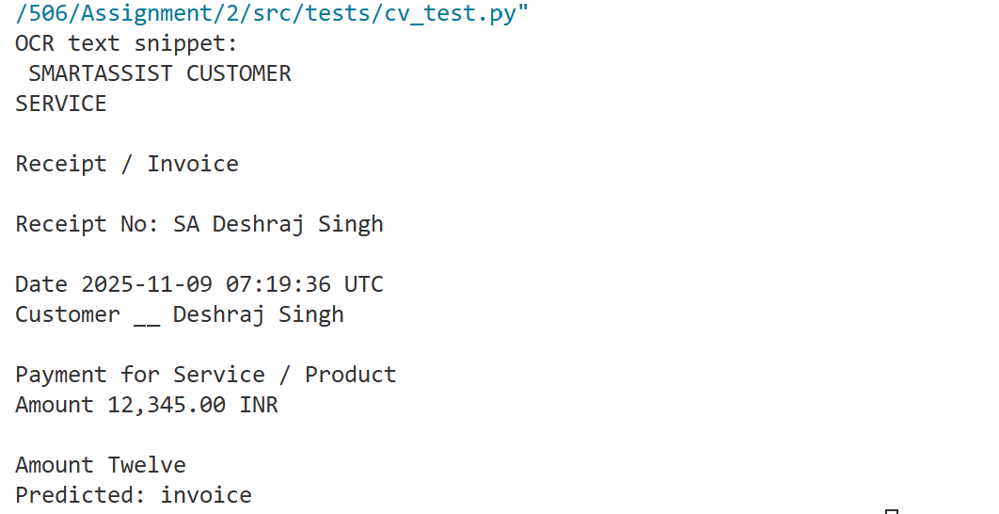 /506/Assignment/2/src/tests/cv_test.py"
OCR text snippet:
SMARTASSIST CUSTOMER
SERVICE
Receipt / Invoice
Receipt No: SA Deshraj Singh
Date 2025-11-09 07:19:36 UTC
Customer __ Deshraj Singh
Payment for Service / Product
Amount 12,345.00 INR
Amount Twelve
Predicted: invoice